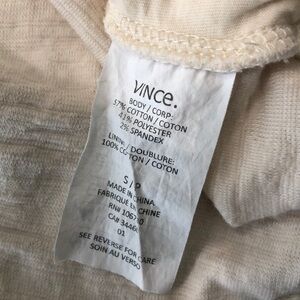 VINCE.
BODY / CORP:
57% COTTON / COTON
41% POLYESTER
2% SPANDEX
LINING / DOUBLURE:
100% COTTON / COTON
S / P
MADE IN CHINA
FABRIQUE EN CHINE
RN#
CA#
01
SEE REVERSE FOR CARE
SOIN AU VERSO